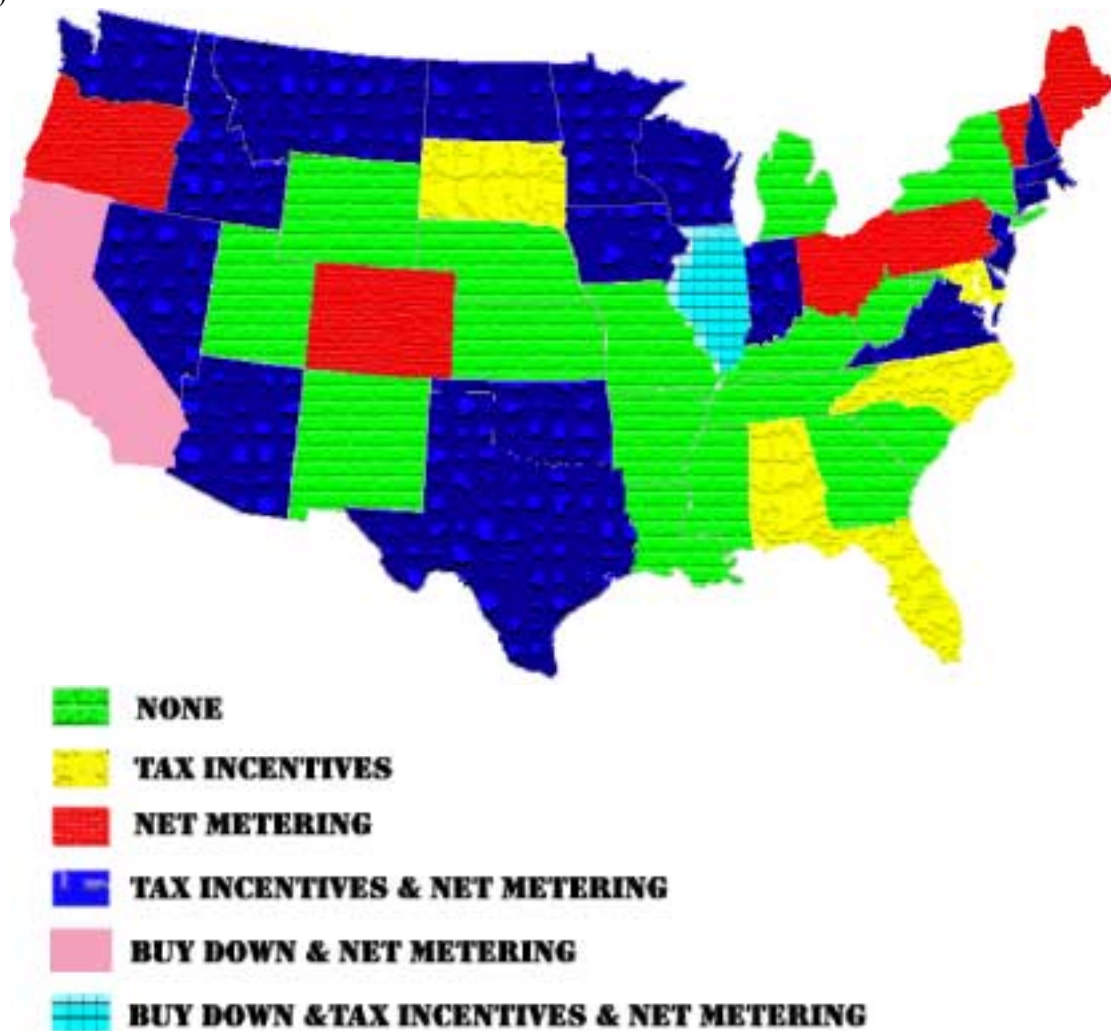 )
NONE
TAX INCENTIVES
NET METERING
TAX INCENTIVES & NET METERING
BUY DOWN & NET METERING
BUY DOWN &TAX INCENTIVES & NET METERING